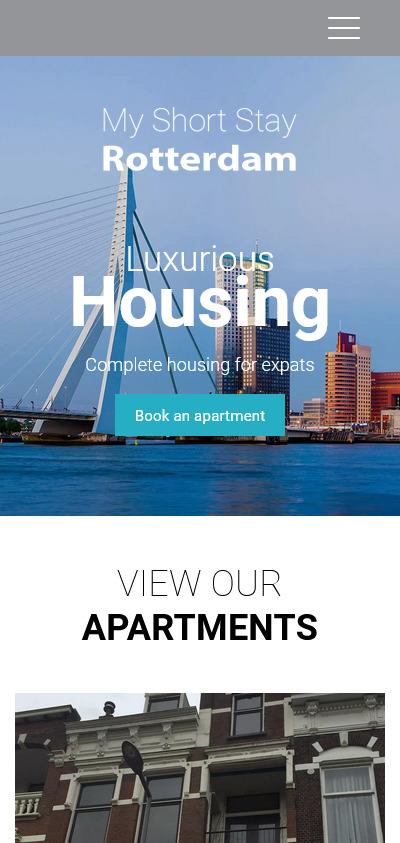 My Short Stay
Rotterdam
Luxurious
Housing
Complete housing for expats
Book an apartment
VIEW OUR
APARTMENTS